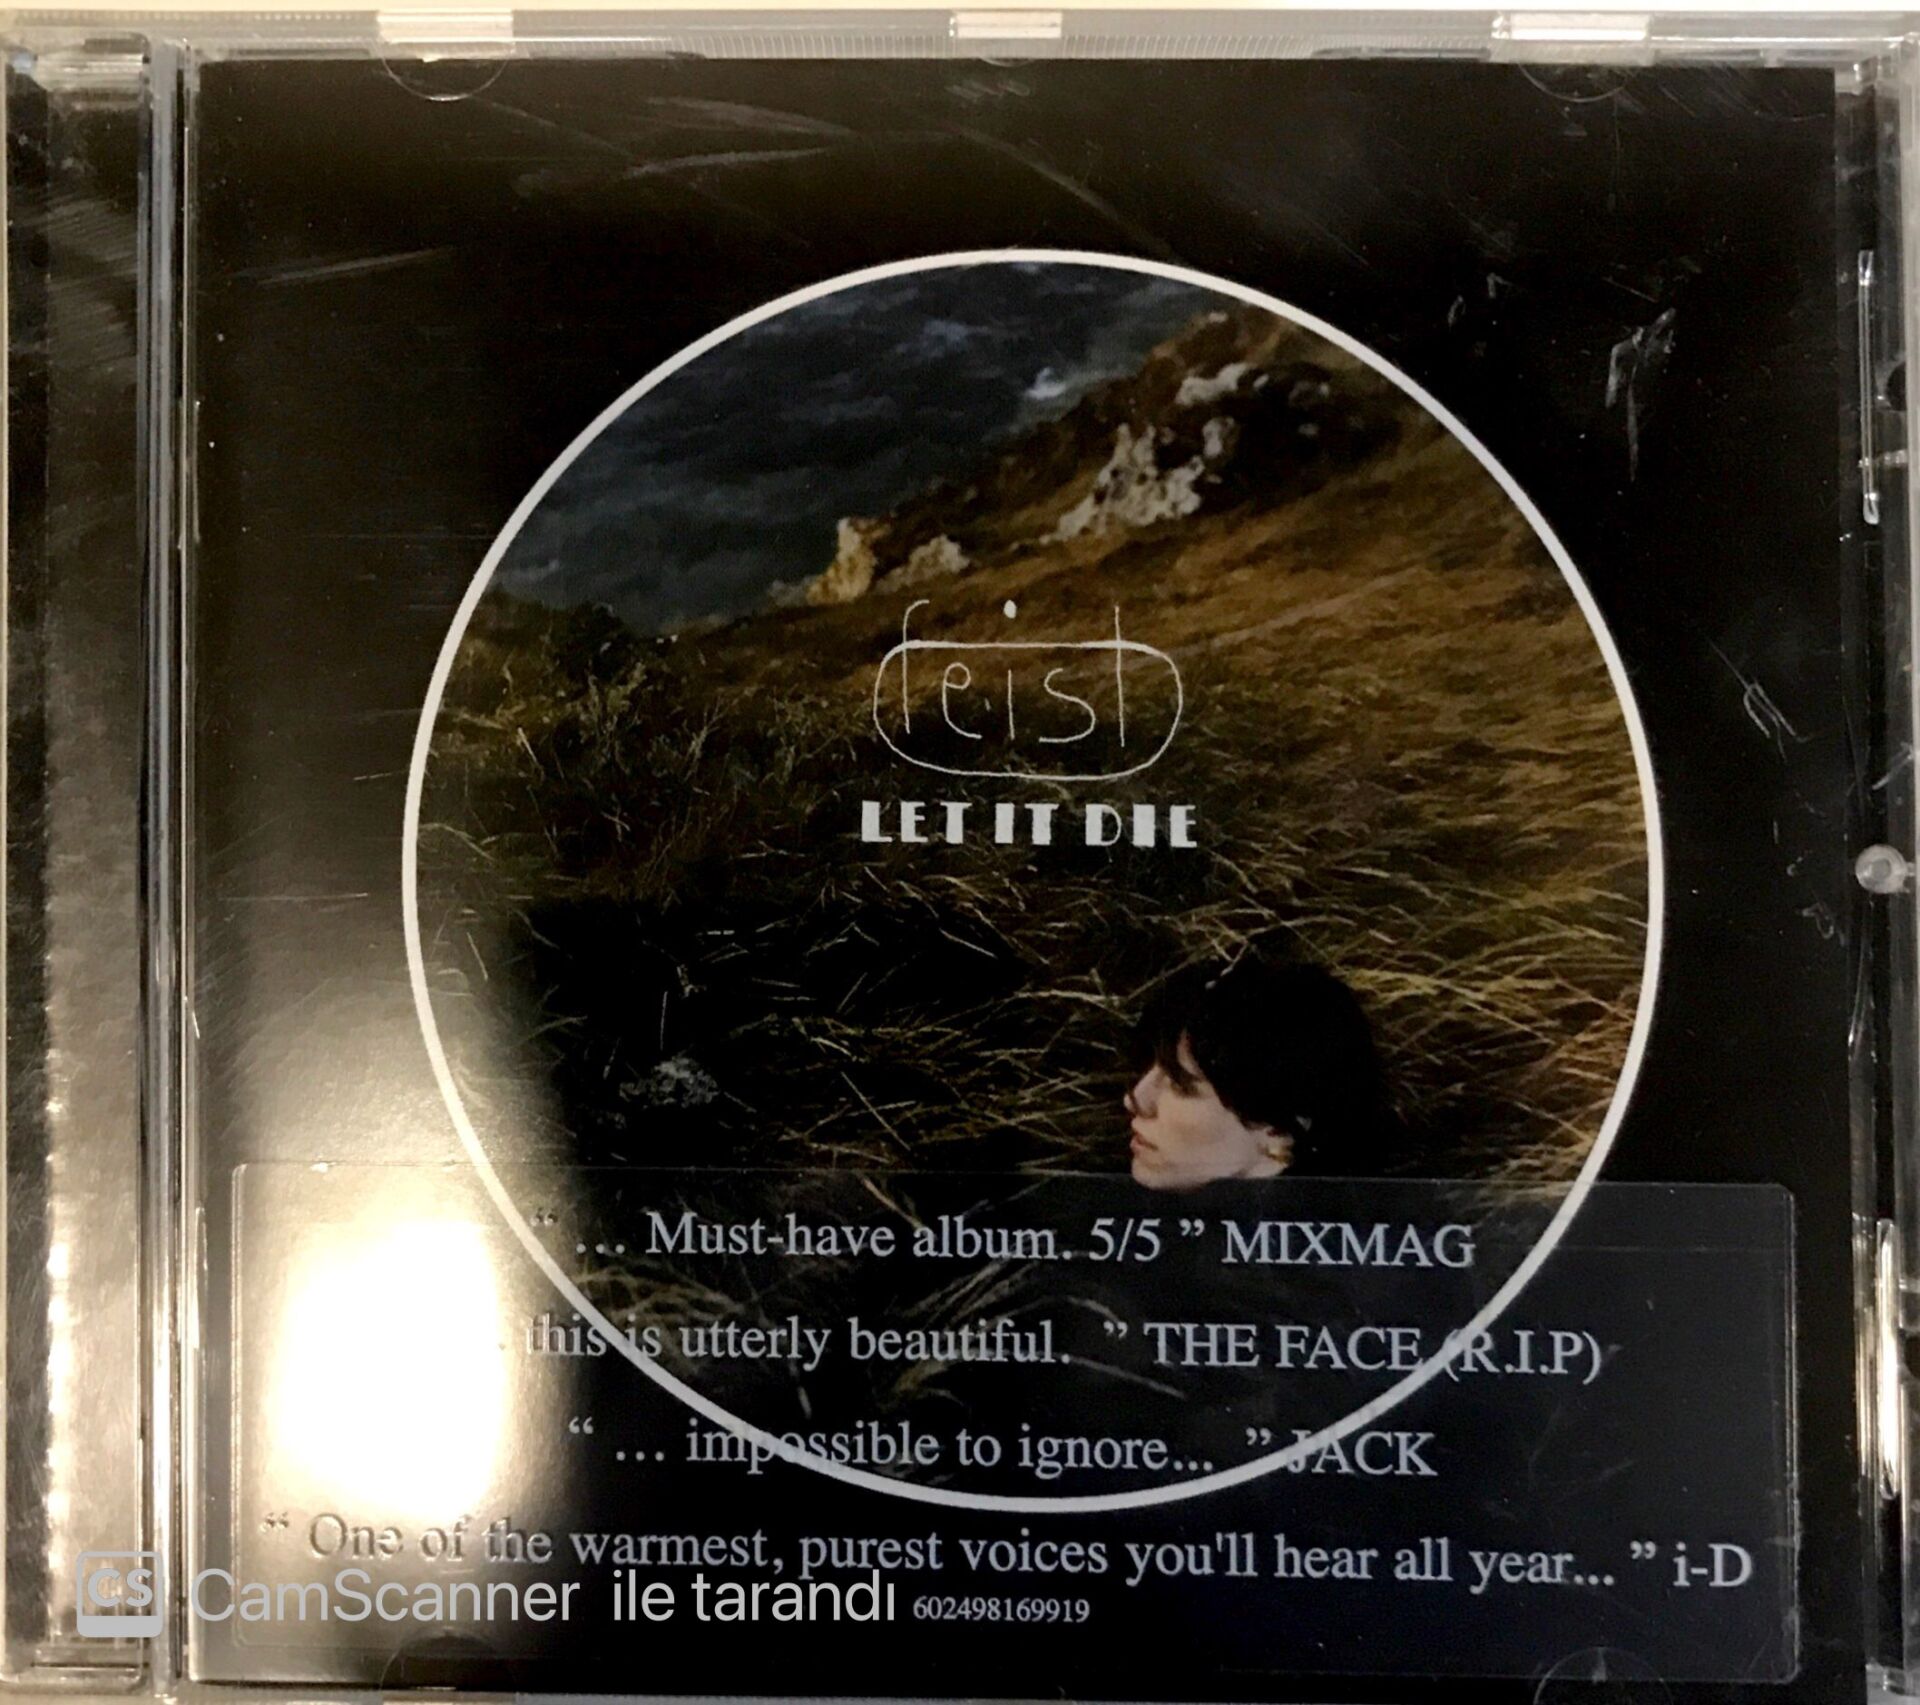 feist
LET IT DIE
“ ... Must-have album. 5/5 ” MIXMAG
this is utterly beautiful. ” THE FACE (R.I.P)
“ ... impossible to ignore... ” JACK
“ One of the warmest, purest voices you'll hear all year... ” i-D
CS CamScanner ile tarandı
602498169919